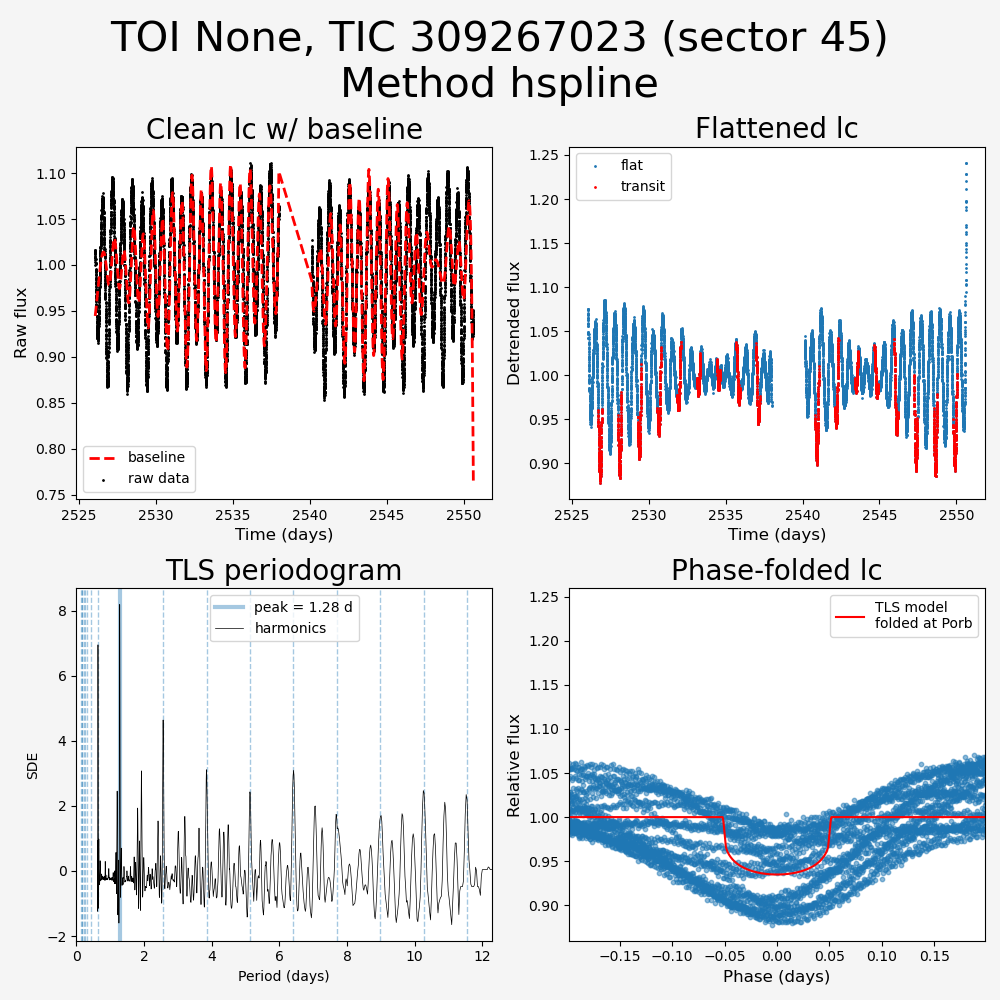 TOI None, TIC 309267023 (sector 45)
Method hspline
Clean lc w/ baseline
Raw flux
1.10
1.05
1.00
0.95
0.90
0.85
0.80
0.75
baseline
raw data
2525
2530
2535
2540
2545
2550
Time (days)
Flattened lc
Detrended flux
1.25
1.20
1.15
1.10
1.05
1.00
0.95
0.90
flat
transit
2525
2530
2535
2540
2545
2550
Time (days)
TLS periodogram
SDE
8
6
4
2
0
−2
peak = 1.28 d
harmonics
0
2
4
6
8
10
12
Period (days)
Phase-folded lc
Relative flux
1.25
1.20
1.15
1.10
1.05
1.00
0.95
0.90
TLS model
folded at Porb
−0.15
−0.10
−0.05
0.00
0.05
0.10
0.15
Phase (days)